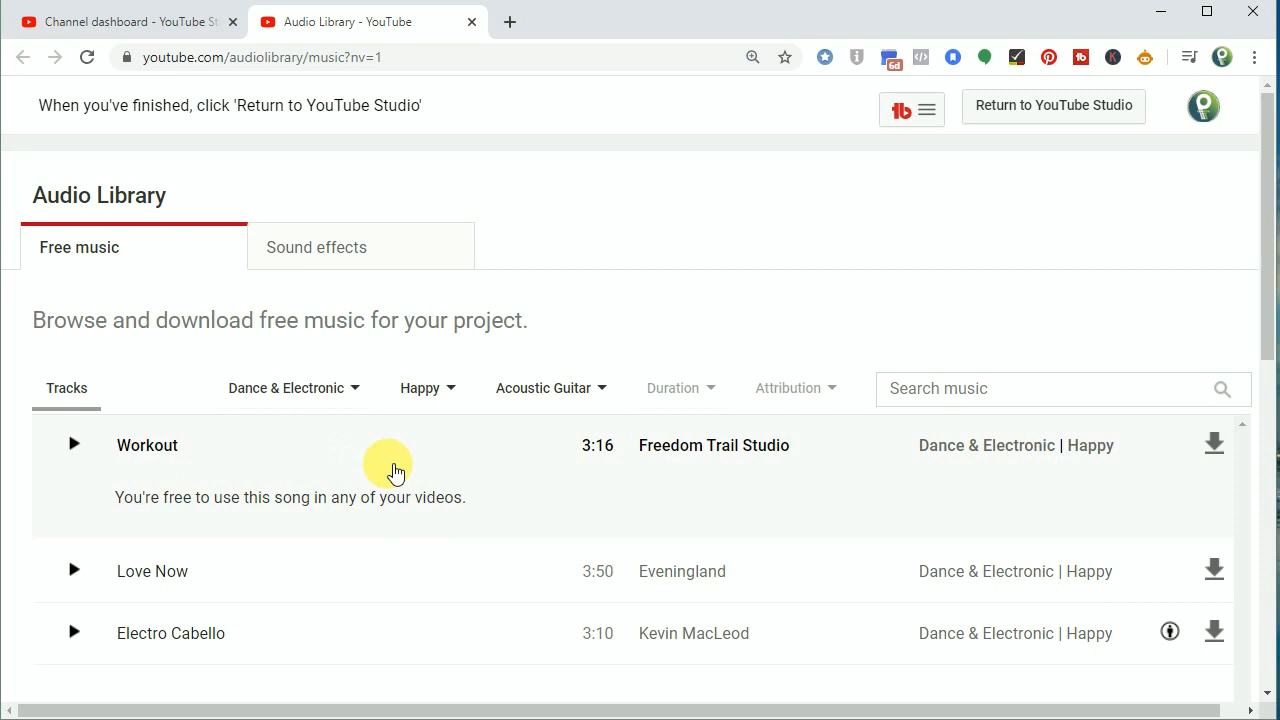 Channel dashboard - YouTube St
Audio Library - YouTube
youtube.com/audiolibrary/music?nv=1
6d
When you've finished, click 'Return to YouTube Studio'
Return to YouTube Studio
Audio Library
Free music
Sound effects
Browse and download free music for your project.
Tracks
Dance & Electronic
Happy
Acoustic Guitar
Duration
Attribution
Search music
Workout
3:16
Freedom Trail Studio
Dance & Electronic | Happy
You're free to use this song in any of your videos.
Love Now
3:50
Eveningland
Dance & Electronic | Happy
Electro Cabello
3:10
Kevin MacLeod
Dance & Electronic | Happy